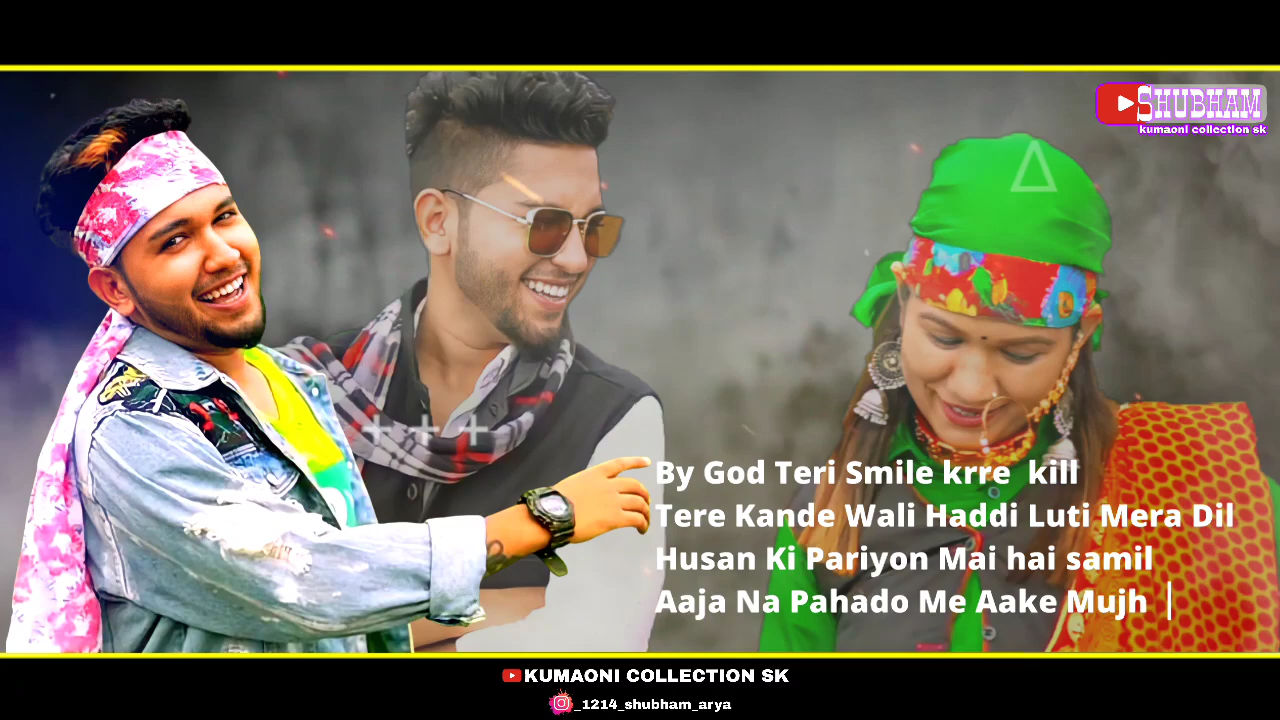 SHUBHAM
kumaoni collection sk
By God Teri Smile krre kill
Tere Kande Wali Haddi Luti Mera Dil
Husan Ki Pariyon Mai hai samil
Aaja Na Pahado Me Aake Mujh
KUMAONI COLLECTION SK
_1214_shubham_arya